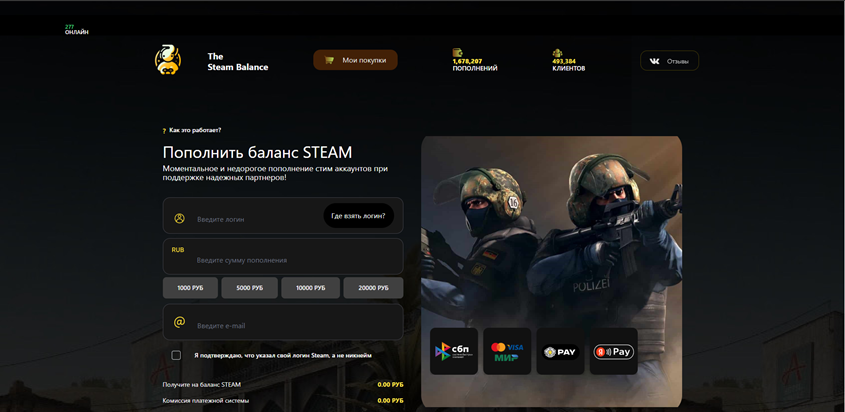 277
ОНЛАЙН
The
Steam Balance
Мои покупки
1,678,207
ПОПОЛНЕНИЙ
493,384
КЛИЕНТОВ
Отзывы
? Как это работает?
Пополнить баланс STEAM
Моментальное и недорогое пополнение стим аккаунтов при
поддержке надежных партнеров!
Введите логин
Где взять логин?
RUB
Введите сумму пополнения
1000 РУБ
5000 РУБ
10000 РУБ
20000 РУБ
@
Введите e-mail
Я подтверждаю, что указал свой логин Steam, а не никнейм
Получите на баланс STEAM
0.00 РУБ
Комиссия платежной системы
0.00 РУБ
16
POLIZEI
сбп
VISA
МИР
PAY
Я Pay